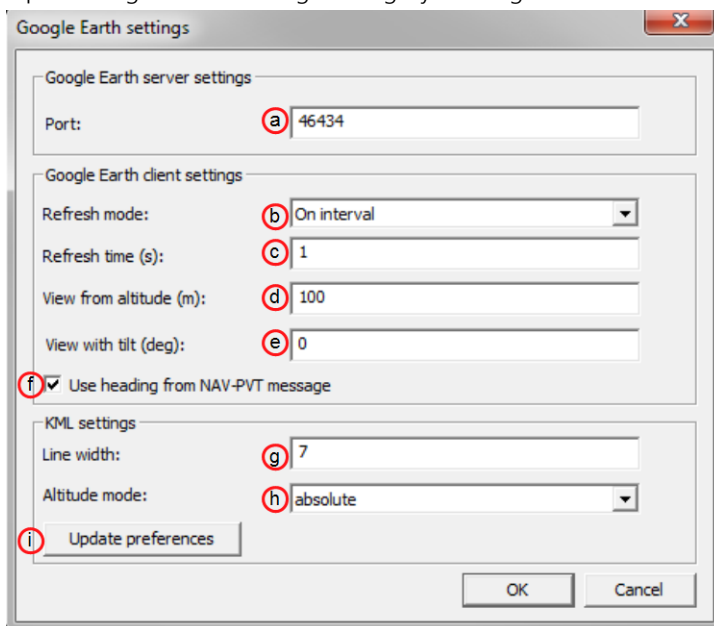 Google Earth settings
x
Google Earth server settings
Port: a 46434
Google Earth client settings
Refresh mode: b On interval
Refresh time (s): c 1
View from altitude (m): d 100
View with tilt (deg): e 0
f Use heading from NAV-PVT message
KML settings
Line width: g 7
Altitude mode: h absolute
i Update preferences
OK Cancel